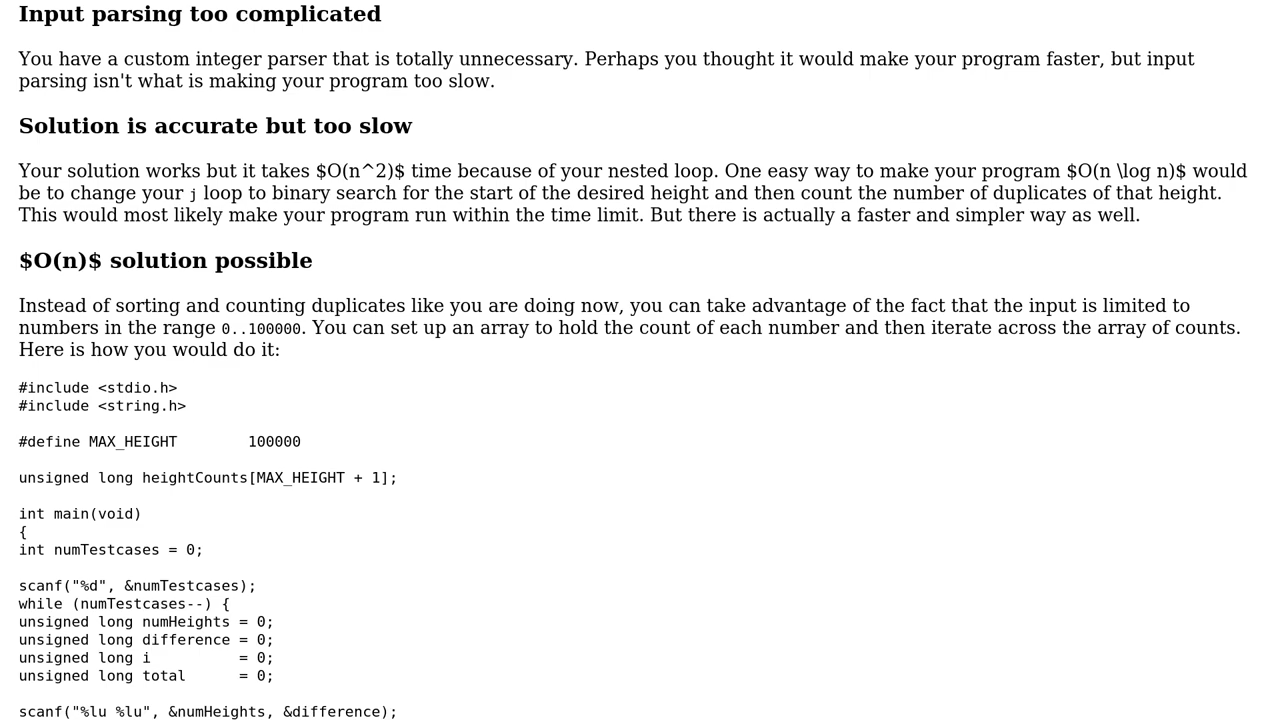 Input parsing too complicated
You have a custom integer parser that is totally unnecessary. Perhaps you thought it would make your program faster, but input
parsing isn't what is making your program too slow.
Solution is accurate but too slow
Your solution works but it takes $O(n^2)$ time because of your nested loop. One easy way to make your program $O(n \log n)$ would
be to change your j loop to binary search for the start of the desired height and then count the number of duplicates of that height.
This would most likely make your program run within the time limit. But there is actually a faster and simpler way as well.
$O(n)$ solution possible
Instead of sorting and counting duplicates like you are doing now, you can take advantage of the fact that the input is limited to
numbers in the range 0..100000. You can set up an array to hold the count of each number and then iterate across the array of counts.
Here is how you would do it:
#include <stdio.h>
#include <string.h>
#define MAX_HEIGHT        100000
unsigned long heightCounts[MAX_HEIGHT + 1];
int main(void)
{
int numTestcases = 0;
scanf("%d", &numTestcases);
while (numTestcases--) {
unsigned long numHeights = 0;
unsigned long difference = 0;
unsigned long i          = 0;
unsigned long total      = 0;
scanf("%lu %lu", &numHeights, &difference);